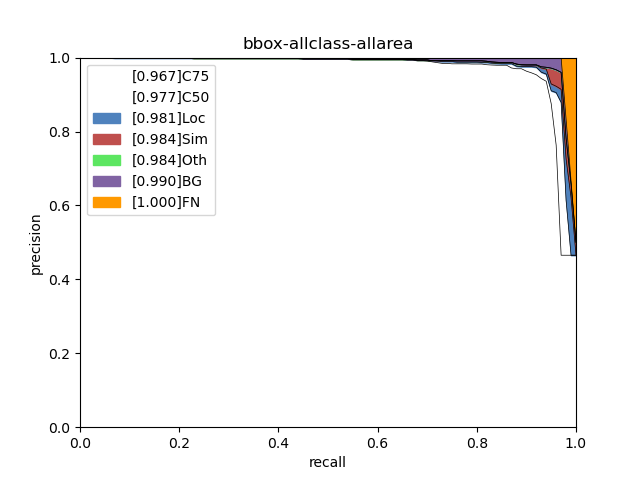 bbox-allclass-allarea
1.0
0.8
0.6
0.4
0.2
0.0
precision
[0.967]C75
[0.977]C50
[0.981]Loc
[0.984]Sim
[0.984]Oth
[0.990]BG
[1.000]FN
0.0 0.2 0.4 0.6 0.8 1.0
recall